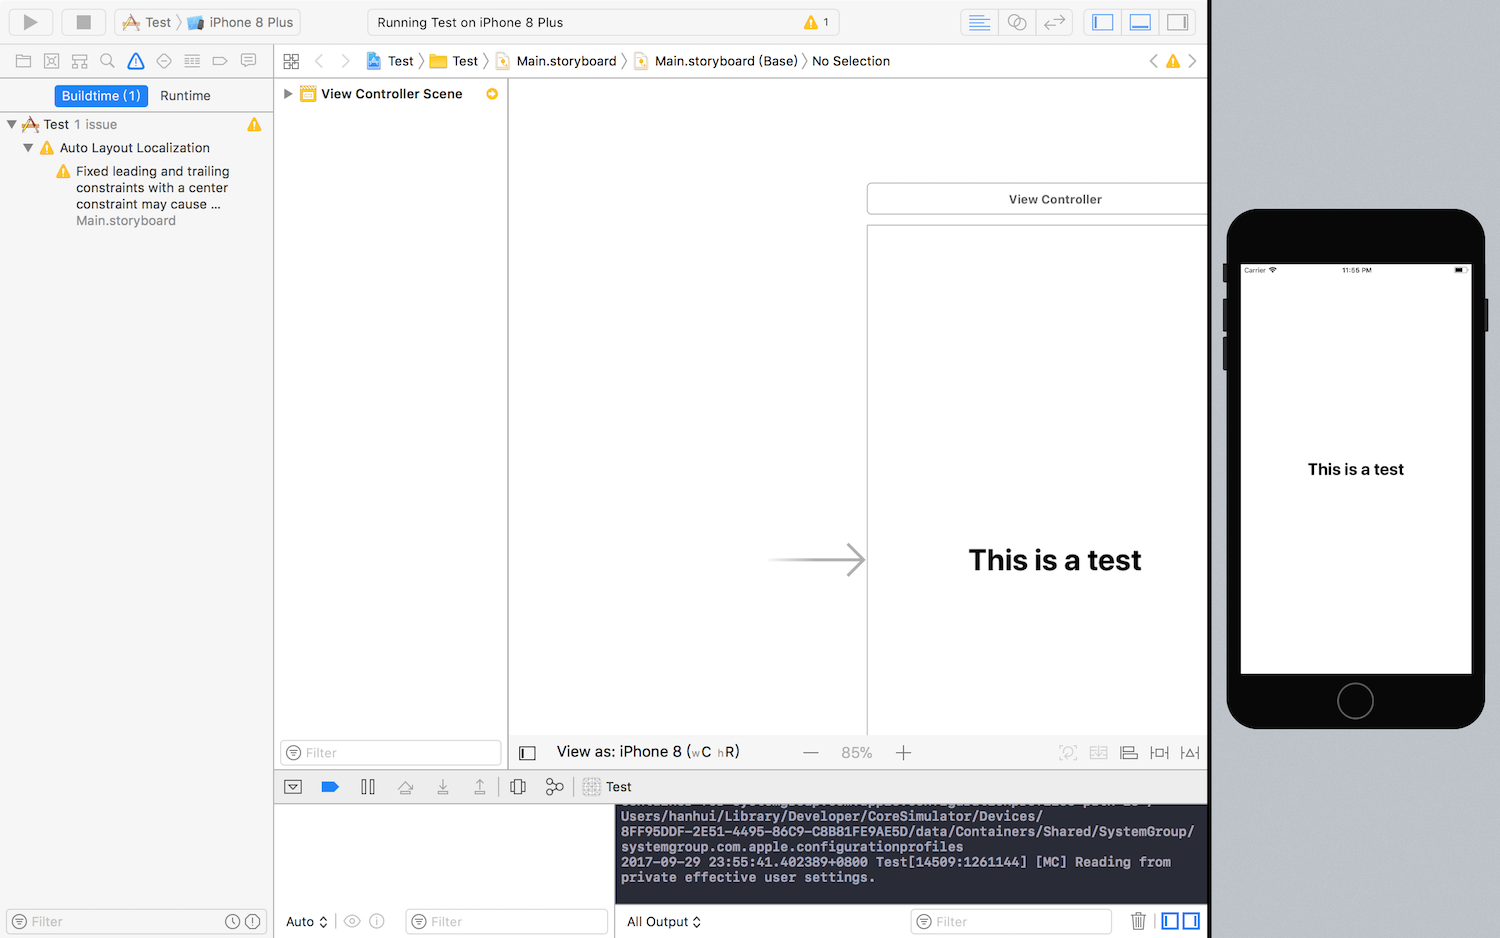 Test
iPhone 8 Plus
Running Test on iPhone 8 Plus
1
Test
Test
Main.storyboard
Main.storyboard (Base)
No Selection
Buildtime (1)
Runtime
Test 1 issue
Auto Layout Localization
Fixed leading and trailing
constraints with a center
constraint may cause ...
Main.storyboard
View Controller Scene
View Controller
This is a test
Filter
View as: iPhone 8 (wC hR)
85%
Test
Users/hanhui/Library/Developer/CoreSimulator/Devices/
8FF95DDF-2E51-4495-86C9-C8B81FE9AE5D/data/Containers/Shared/SystemGroup/
systemgroup.com.apple.configurationprofiles
2017-09-29 23:55:41.402389+0800 Test[14509:1261144] [MC] Reading from
private effective user settings.
Filter
Auto
Filter
All Output
Filter
Carrier
11:55 PM
This is a test